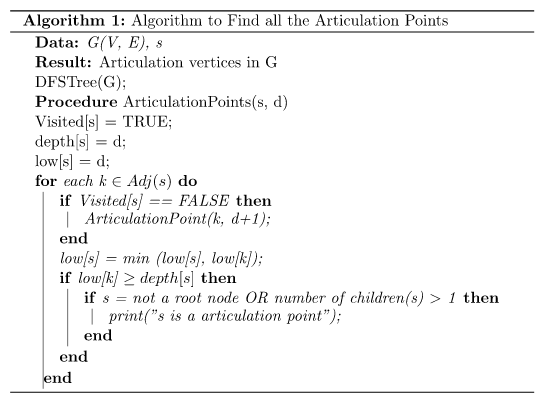 Algorithm 1: Algorithm to Find all the Articulation Points
Data: G(V, E), s
Result: Articulation vertices in G
DFSTree(G);
Procedure ArticulationPoints(s, d)
Visited[s] = TRUE;
depth[s] = d;
low[s] = d;
for each k ∈ Adj(s) do
if Visited[s] == FALSE then
ArticulationPoint(k, d+1);
end
low[s] = min (low[s], low[k]);
if low[k] ≥ depth[s] then
if s = not a root node OR number of children(s) > 1 then
print("s is a articulation point");
end
end
end